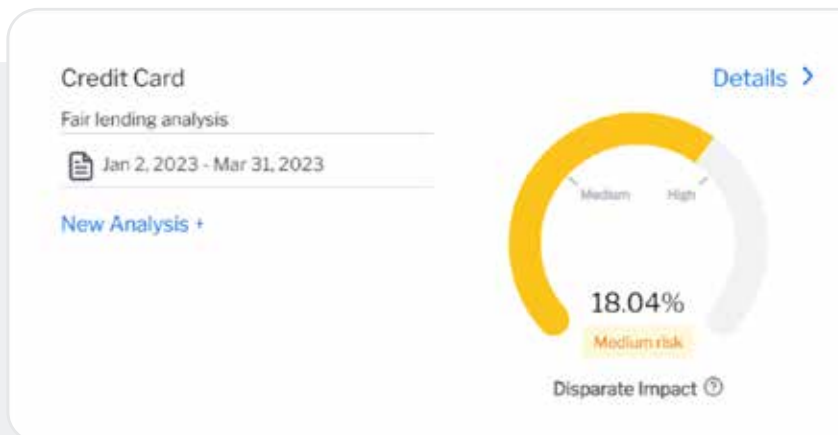 Credit Card
Details
Fair lending analysis
Jan 2, 2023 - Mar 31, 2023
New Analysis +
Medium
High
18.04%
Medium risk
Disparate Impact